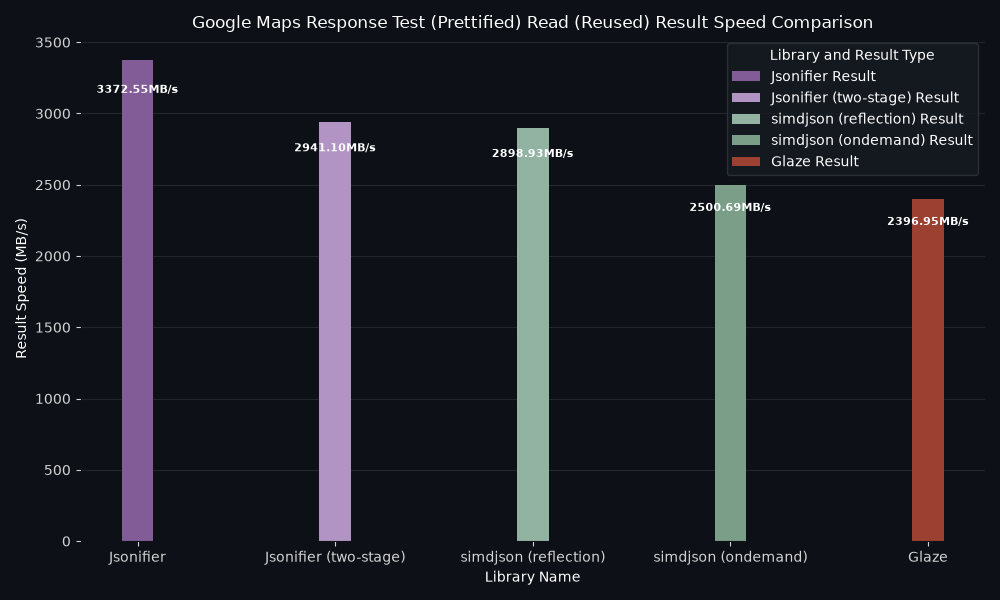 Google Maps Response Test (Prettified) Read (Reused) Result Speed Comparison
Library and Result Type
Jsonifier Result
Jsonifier (two-stage) Result
simdjson (reflection) Result
simdjson (ondemand) Result
Glaze Result
Result Speed (MB/s)
3500
3000
2500
2000
1500
1000
500
0
3372.55MB/s
2941.10MB/s
2898.93MB/s
2500.69MB/s
2396.95MB/s
Jsonifier
Jsonifier (two-stage)
simdjson (reflection)
simdjson (ondemand)
Glaze
Library Name